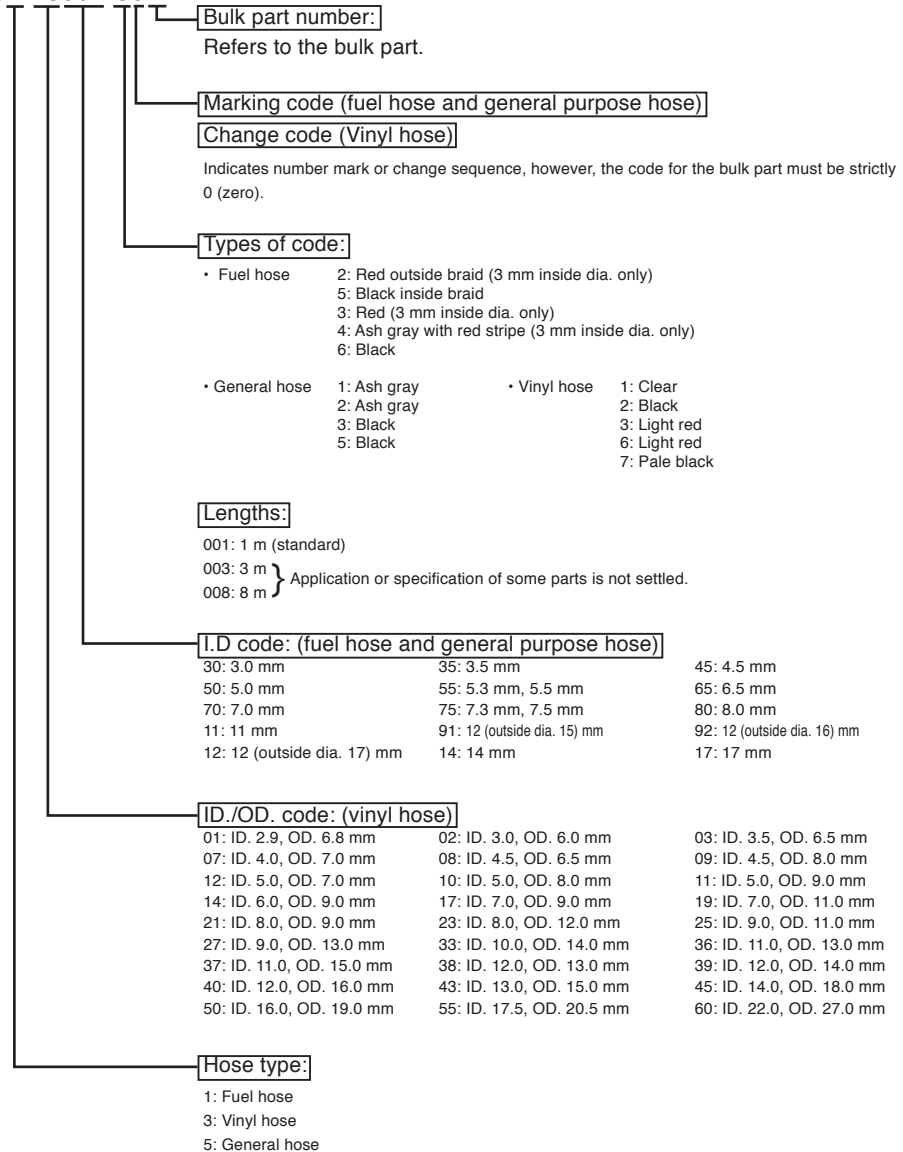 Bulk part number:
Refers to the bulk part.
Marking code (fuel hose and general purpose hose)
Change code (Vinyl hose)
Indicates number mark or change sequence, however, the code for the bulk part must be strictly
0 (zero).
Types of code:
• Fuel hose 2: Red outside braid (3 mm inside dia. only)
5: Black inside braid
3: Red (3 mm inside dia. only)
4: Ash gray with red stripe (3 mm inside dia. only)
6: Black
• General hose 1: Ash gray • Vinyl hose 1: Clear
2: Ash gray 2: Black
3: Black 3: Light red
5: Black 6: Light red
7: Pale black
Lengths:
001: 1 m (standard)
003: 3 m
008: 8 m } Application or specification of some parts is not settled.
I.D code: (fuel hose and general purpose hose)
30: 3.0 mm 35: 3.5 mm 45: 4.5 mm
50: 5.0 mm 55: 5.3 mm, 5.5 mm 65: 6.5 mm
70: 7.0 mm 75: 7.3 mm, 7.5 mm 80: 8.0 mm
11: 11 mm 91: 12 (outside dia. 15) mm 92: 12 (outside dia. 16) mm
12: 12 (outside dia. 17) mm 14: 14 mm 17: 17 mm
ID./OD. code: (vinyl hose)
01: ID. 2.9, OD. 6.8 mm 02: ID. 3.0, OD. 6.0 mm 03: ID. 3.5, OD. 6.5 mm
07: ID. 4.0, OD. 7.0 mm 08: ID. 4.5, OD. 6.5 mm 09: ID. 4.5, OD. 8.0 mm
12: ID. 5.0, OD. 7.0 mm 10: ID. 5.0, OD. 8.0 mm 11: ID. 5.0, OD. 9.0 mm
14: ID. 6.0, OD. 9.0 mm 17: ID. 7.0, OD. 9.0 mm 19: ID. 7.0, OD. 11.0 mm
21: ID. 8.0, OD. 9.0 mm 23: ID. 8.0, OD. 12.0 mm 25: ID. 9.0, OD. 11.0 mm
27: ID. 9.0, OD. 13.0 mm 33: ID. 10.0, OD. 14.0 mm 36: ID. 11.0, OD. 13.0 mm
37: ID. 11.0, OD. 15.0 mm 38: ID. 12.0, OD. 13.0 mm 39: ID. 12.0, OD. 14.0 mm
40: ID. 12.0, OD. 16.0 mm 43: ID. 13.0, OD. 15.0 mm 45: ID. 14.0, OD. 18.0 mm
50: ID. 16.0, OD. 19.0 mm 55: ID. 17.5, OD. 20.5 mm 60: ID. 22.0, OD. 27.0 mm
Hose type:
1: Fuel hose
3: Vinyl hose
5: General hose